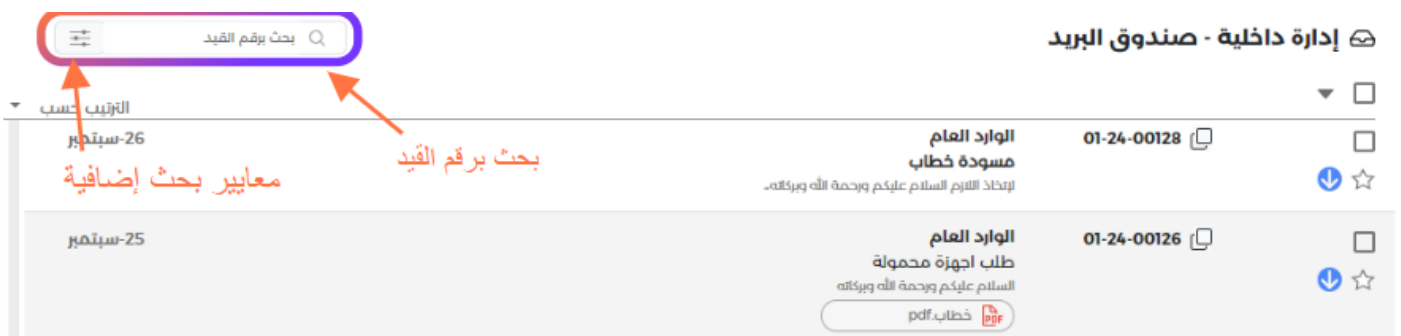 إدارة داخلية - صندوق البريد
بحث برقم القيد
الترتيب حسب
01-24-00128
الوارد العام
26-سبتمبر
مسودة خطاب
لإتخاذ اللازم السلام عليكم ورحمة الله وبركاته..
بحث برقم القيد
معايير بحث إضافية
01-24-00126
الوارد العام
25-سبتمبر
طلب اجهزة محمولة
السلام عليكم ورحمة الله وبركاته
خطاب.pdf
PDF